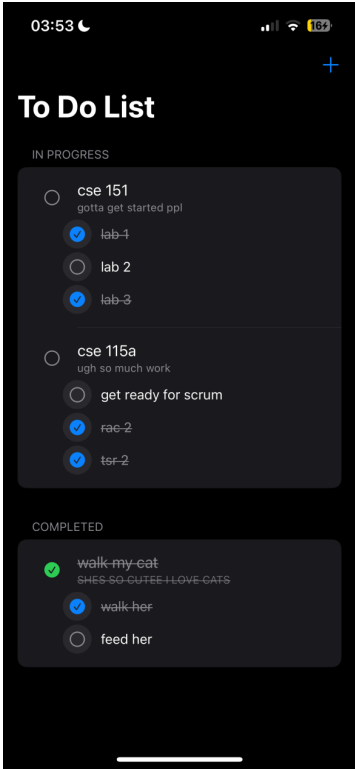 03:53
16
To Do List
IN PROGRESS
cse 151
gotta get started ppl
lab 1
lab 2
lab 3
cse 115a
ugh so much work
get ready for scrum
rac 2
tsr 2
COMPLETED
walk my cat
SHES SO CUTEE I LOVE CATS
walk her
feed her